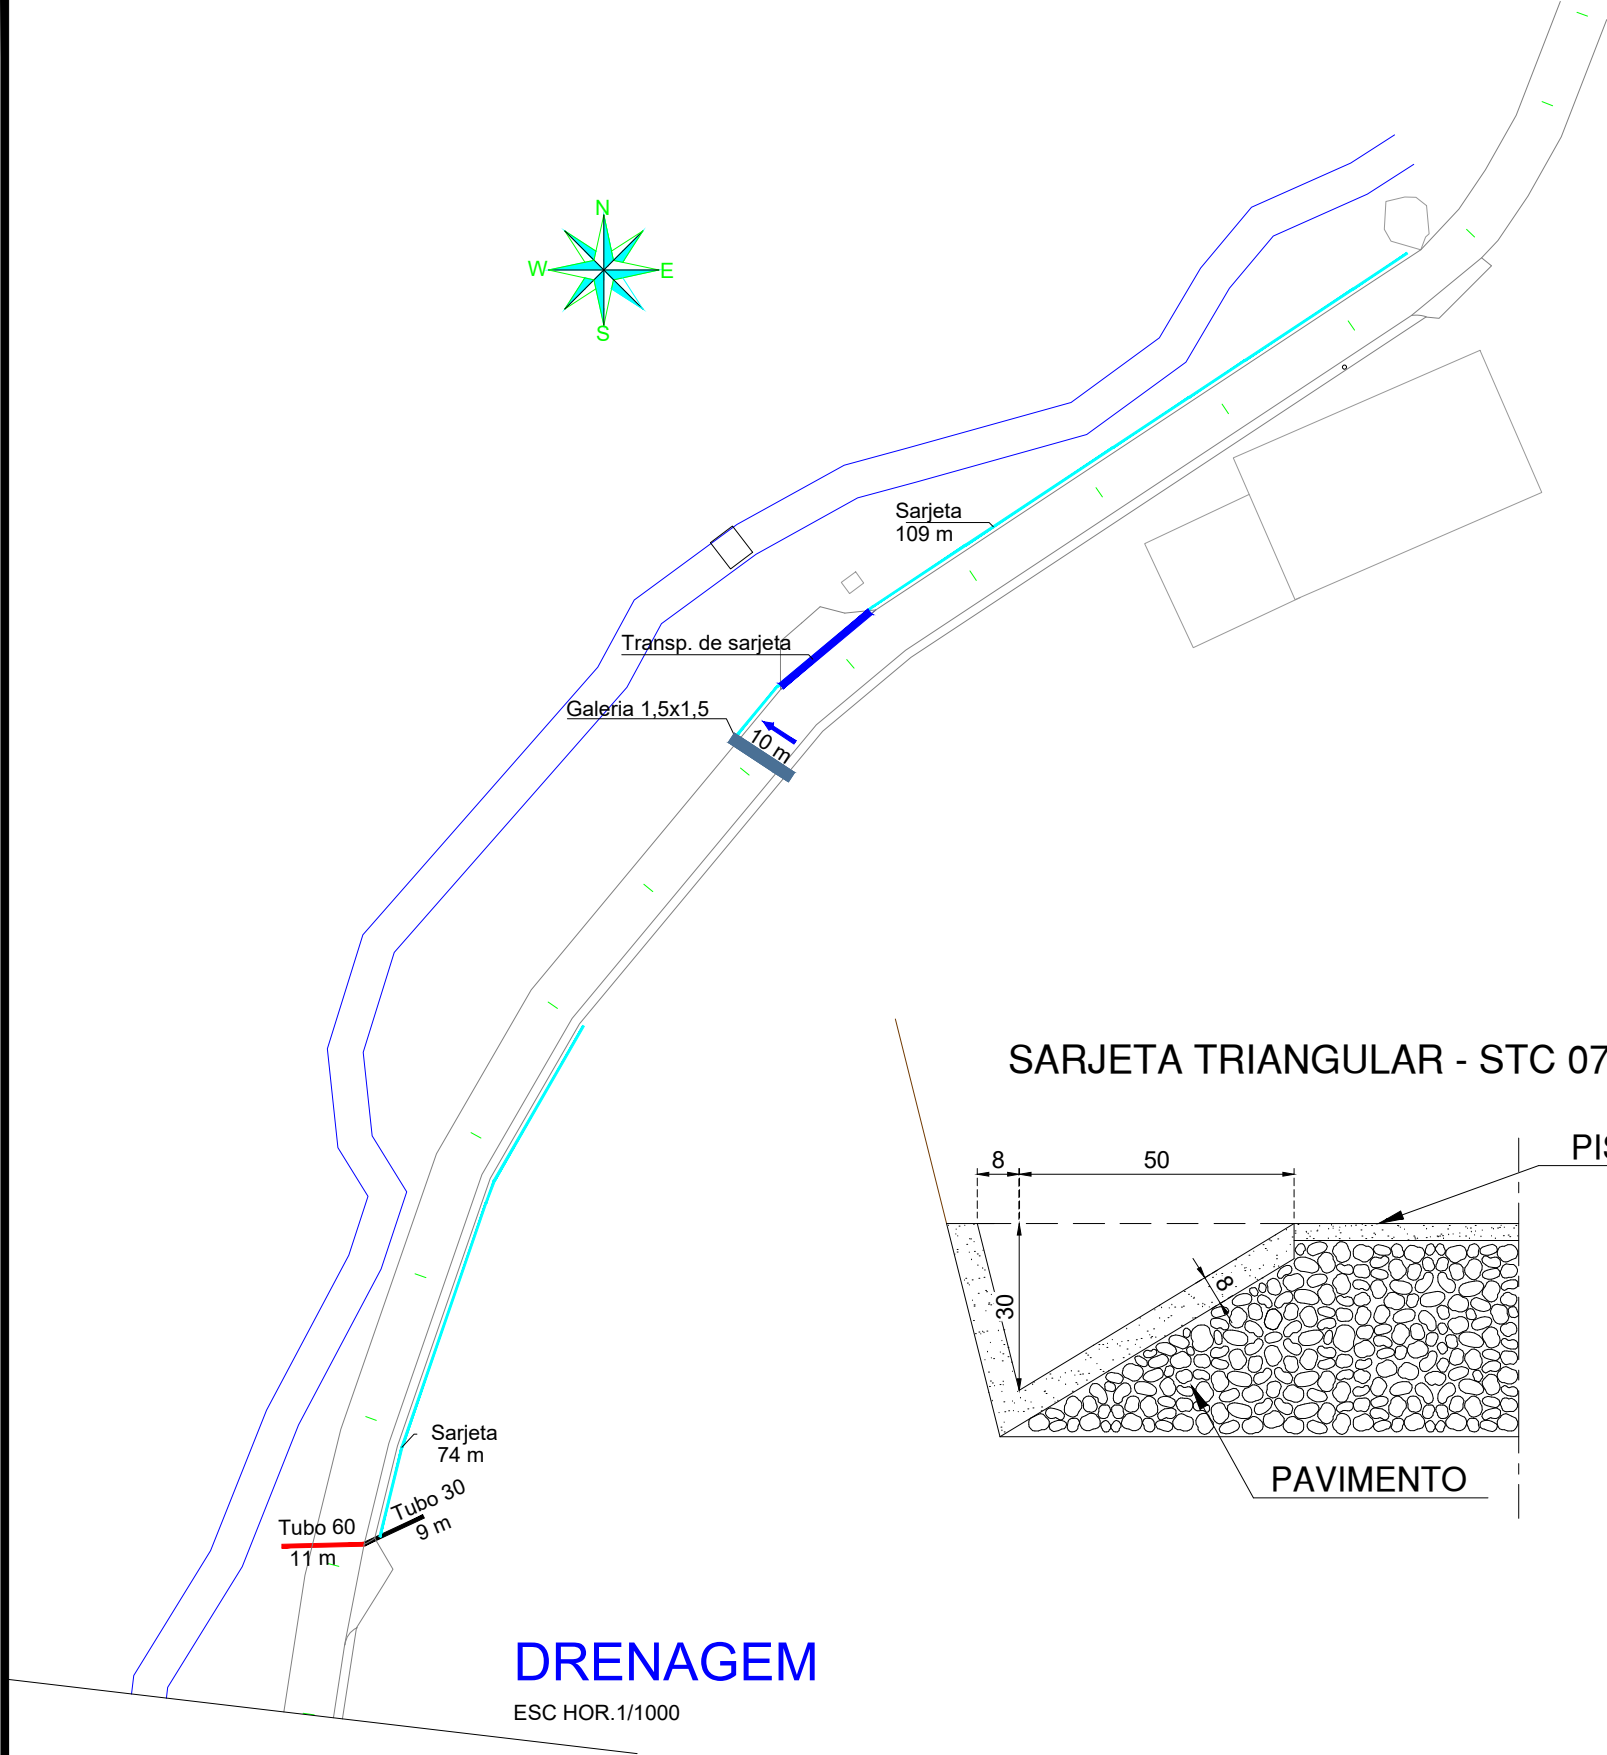 N
W
E
S
Sarjeta
109 m
Transp. de sarjeta
Galeria 1,5x1,5
10 m
SARJETA TRIANGULAR - STC 07
8
50
30
8
PAVIMENTO
Sarjeta
74 m
Tubo 30
9 m
Tubo 60
11 m
DRENAGEM
ESC HOR.1/1000